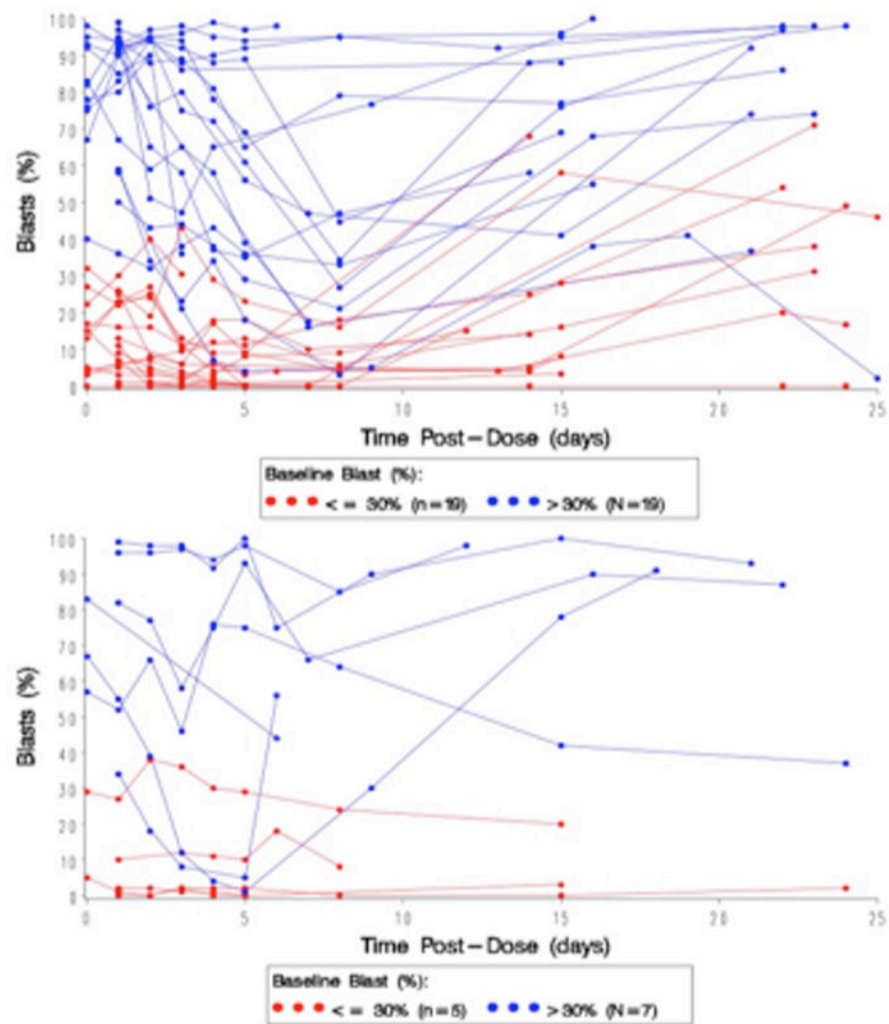 100
90
80
70
60
50
40
30
20
10
0
Blasts (%)
0 5 10 15 20 25
Time Post-Dose (days)
Baseline Blast (%):
<= 30% (n=19) >30% (N=19)
100
90
80
70
60
50
40
30
20
10
0
Blasts (%)
0 5 10 15 20 25
Time Post-Dose (days)
Baseline Blast (%):
<= 30% (n=5) >30% (N=7)